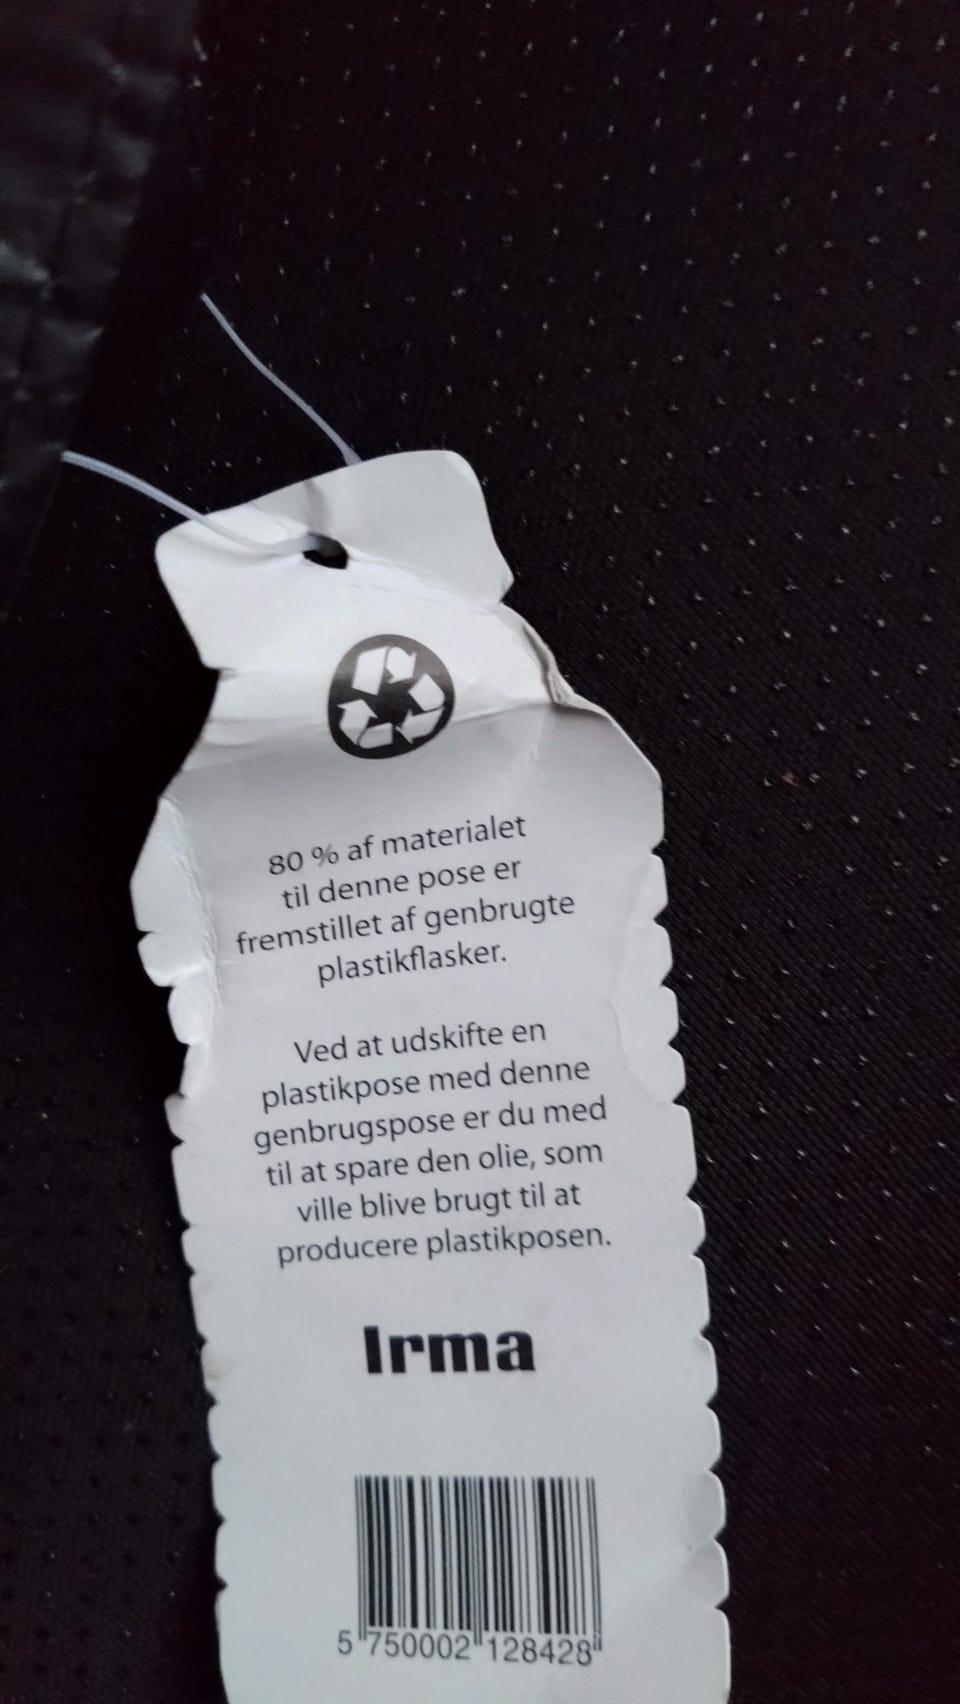 80 % af materialet
til denne pose er
fremstillet af genbrugte
plastikflasker.
Ved at udskifte en
plastikpose med denne
genbrugspose er du med
til at spare den olie, som
ville blive brugt til at
producere plastikposen.
Irma
5 750002 128428